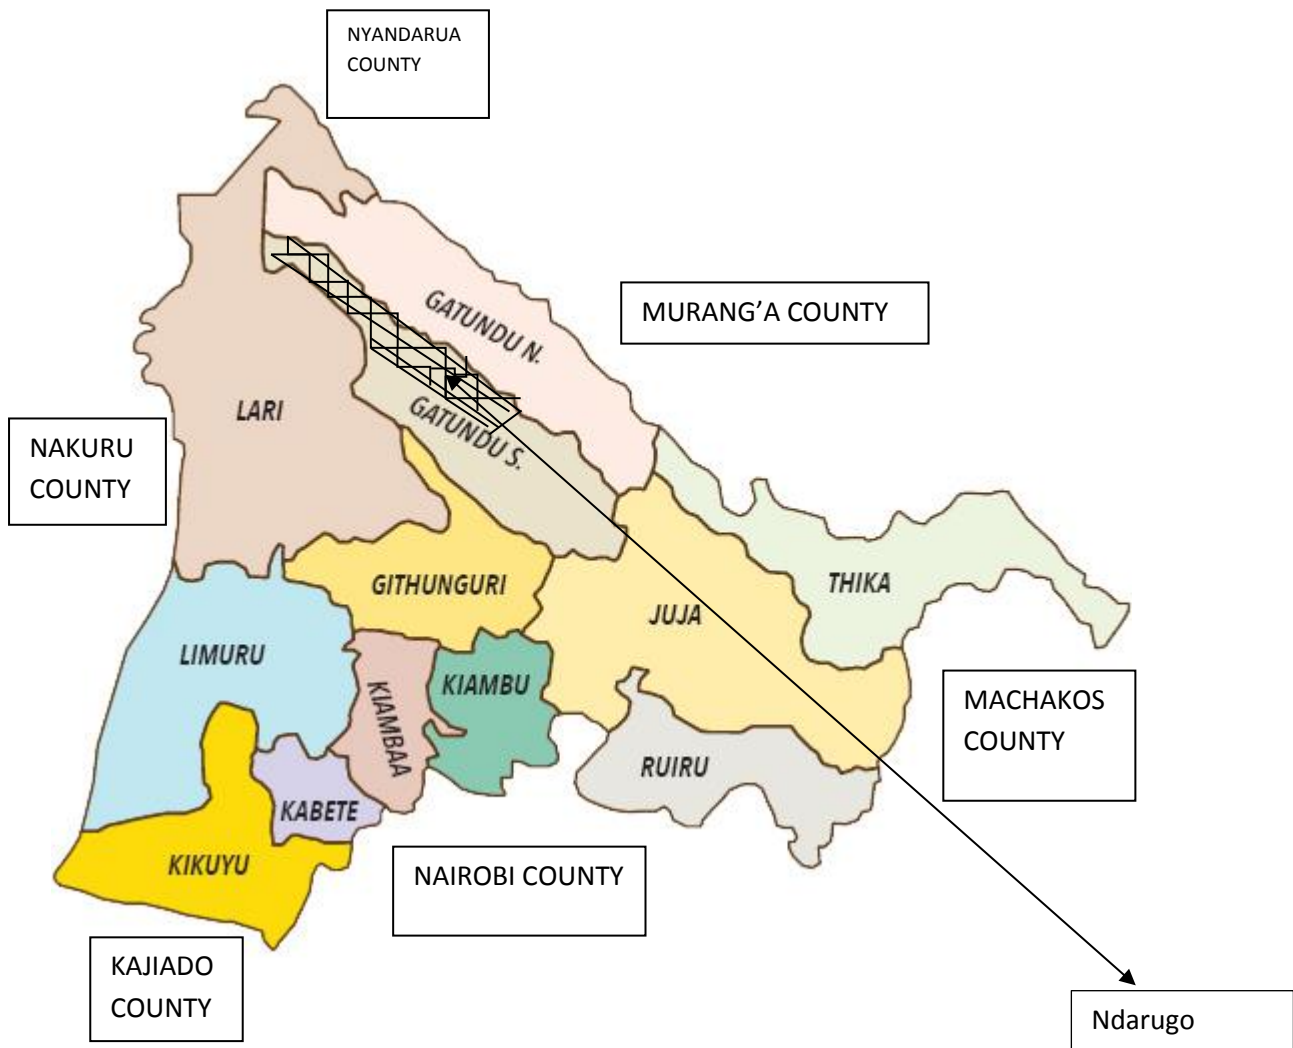 NYANDARUA
COUNTY
MURANG’A COUNTY
GATUNDU N.
LARI
GATUNDU S.
NAKURU
COUNTY
GITHUNGURI
THIKA
JUJA
LIMURU
KIAMBAA
KIAMBU
MACHAKOS
COUNTY
RUIRU
KABETE
KIKUYU
NAIROBI COUNTY
KAJIADO
COUNTY
Ndarugo